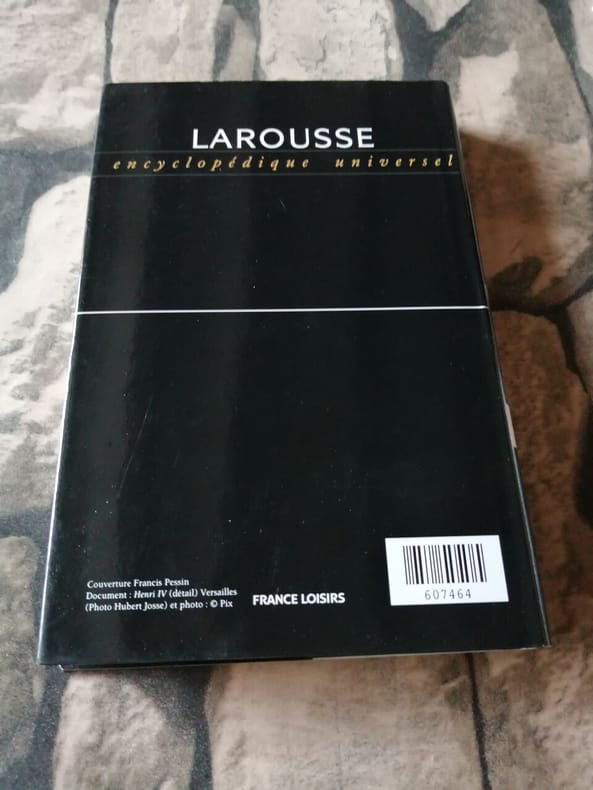 LAROUSSE
encyclopédique universel
Couverture Francis Pessin
Document : Henri IV (détail) Versailles
(Photo Hubert Josse) et photo : © Pix
FRANCE LOISIRS
607464